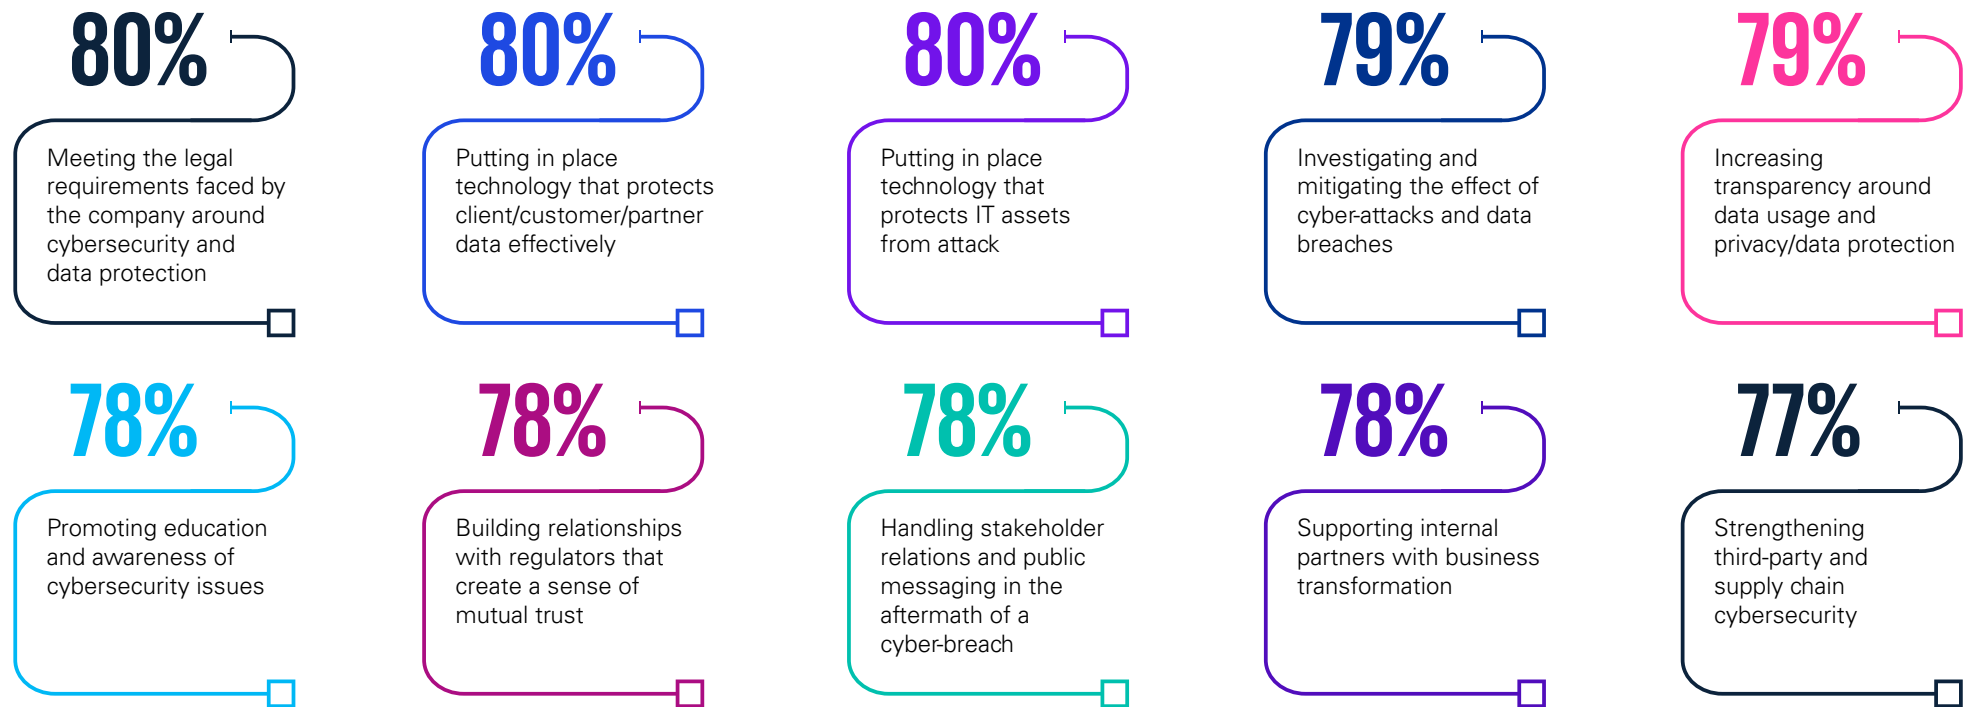 80%
Meeting the legal
requirements faced by
the company around
cybersecurity and
data protection
80%
Putting in place
technology that protects
client/customer/partner
data effectively
80%
Putting in place
technology that
protects IT assets
from attack
79%
Investigating and
mitigating the effect of
cyber-attacks and data
breaches
79%
Increasing
transparency around
data usage and
privacy/data protection
78%
Promoting education
and awareness of
cybersecurity issues
78%
Building relationships
with regulators that
create a sense of
mutual trust
78%
Handling stakeholder
relations and public
messaging in the
aftermath of a
cyber-breach
78%
Supporting internal
partners with business
transformation
77%
Strengthening
third-party and
supply chain
cybersecurity